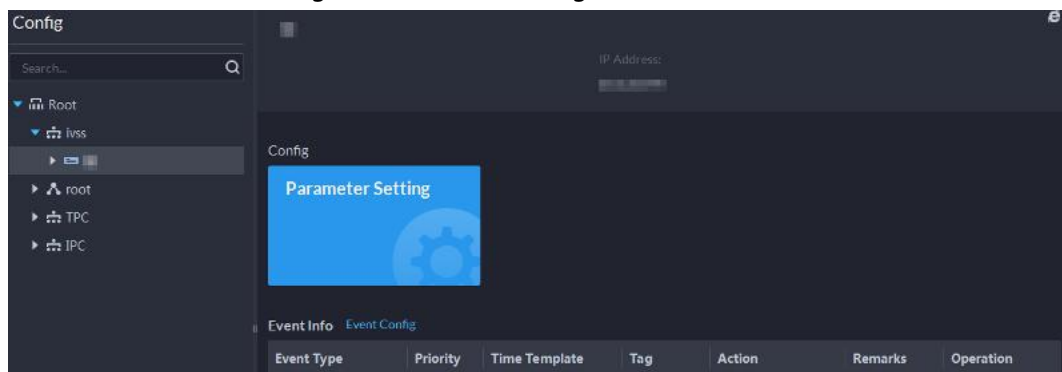 Config
Search...
Root
ivss
root
TPC
IPC
IP Address:
Config
Parameter Setting
Event Info Event Config
Event Type Priority Time Template Tag Action Remarks Operation